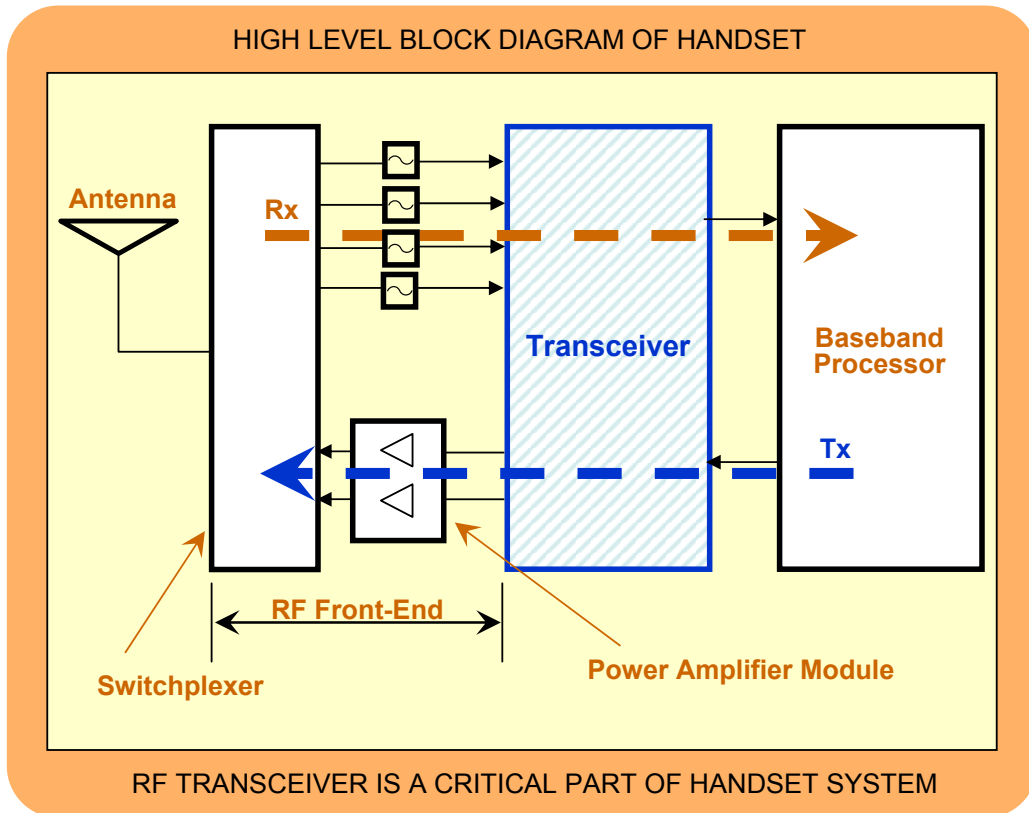 HIGH LEVEL BLOCK DIAGRAM OF HANDSET
Antenna
Rx
Transceiver
Baseband
Processor
Tx
RF Front-End
Switchplexer
Power Amplifier Module
RF TRANSCEIVER IS A CRITICAL PART OF HANDSET SYSTEM